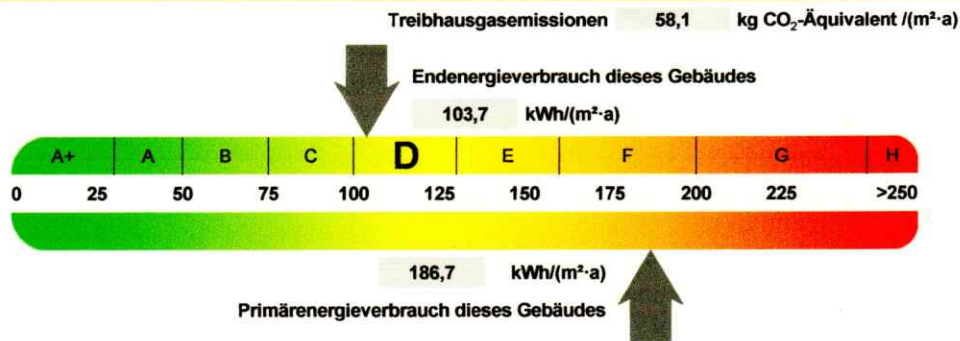 Treibhausgasemissionen 58,1 kg CO₂-Äquivalent /(m²·a)
Endenergieverbrauch dieses Gebäudes
103,7 kWh/(m²·a)
A+ A B C D E F G H
0 25 50 75 100 125 150 175 200 225 >250
186,7 kWh/(m²·a)
Primärenergieverbrauch dieses Gebäudes